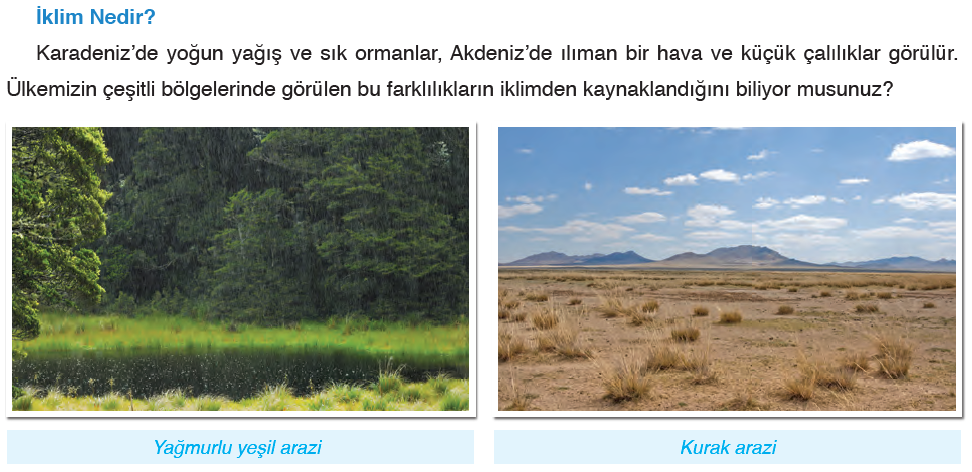 İklim Nedir?
Karadeniz’de yoğun yağış ve sık ormanlar, Akdeniz’de ılıman bir hava ve küçük çalılıklar görülür.
Ülkemizin çeşitli bölgelerinde görülen bu farklılıkların iklimden kaynaklandığını biliyor musunuz?
Yağmurlu yeşil arazi
Kurak arazi